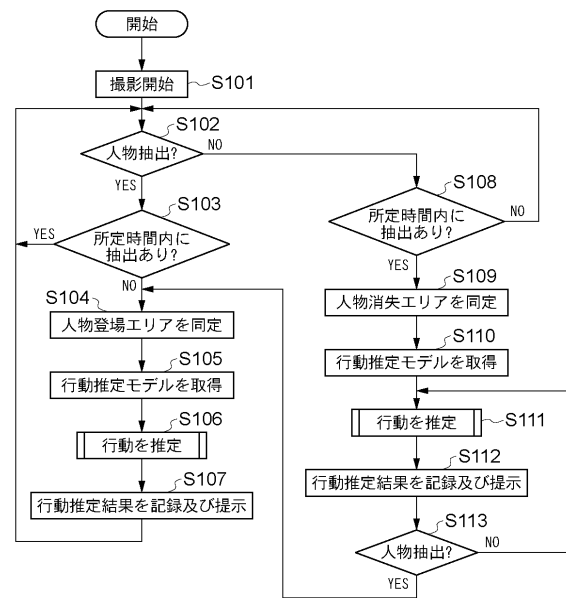 開始
撮影開始
S101
S102
人物抽出?
NO
YES
S103
所定時間内に
抽出あり?
YES
NO
S104
人物登場エリアを同定
S105
行動推定モデルを取得
S106
行動を推定
S107
行動推定結果を記録及び提示
S108
所定時間内に
抽出あり?
NO
YES
S109
人物消失エリアを同定
S110
行動推定モデルを取得
行動を推定
S111
S112
行動推定結果を記録及び提示
S113
人物抽出?
NO
YES